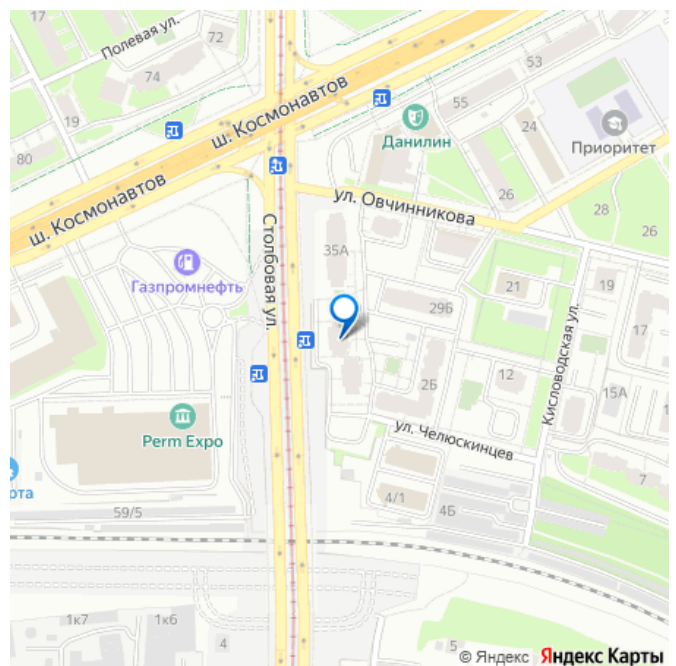 17
Полевая ул.
72
74
53
19
55
24
ш. Космонавтов
Данилин
Приоритет
80
26
ул. Овчинникова
28
26
ш. Космонавтов
Столбовая ул.
35А
Газпромнефть
21
19
29Б
17
Кисловодская ул.
2Б
12
15А
Perm Expo
ул. Челюскинцев
рта
4/1
4Б
7
59/5
1к7
1к6
4
5
© Яндекс Яндекс Карты